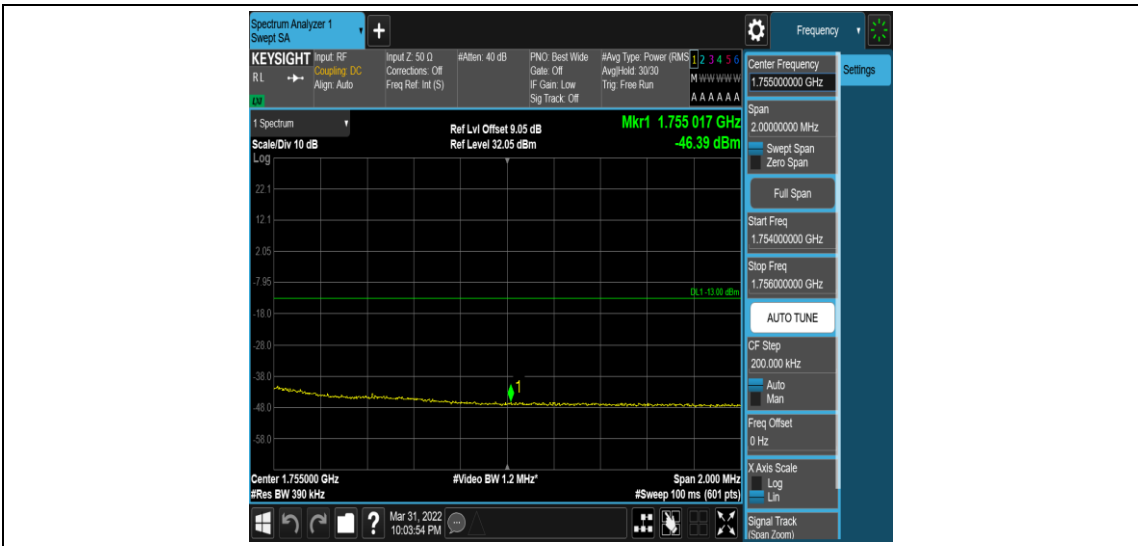 Spectrum Analyzer 1
Swept SA
+
Frequency
KEYSIGHT
RL
LXI
Input: RF
Coupling: DC
Align: Auto
Input Z: 50 Ω
Corrections: Off
Freq Ref: Int (S)
#Atten: 40 dB
PNO: Best Wide
Gate: Off
IF Gain: Low
Sig Track: Off
#Avg Type: Power (RMS
Avg|Hold: 30/30
Trig: Free Run
1 2 3 4 5 6
M W W W W W
A A A A A A
1 Spectrum
Scale/Div 10 dB
Ref Lvl Offset 9.05 dB
Ref Level 32.05 dBm
Mkr1 1.755 017 GHz
-46.39 dBm
Log
22.1
12.1
2.05
-7.95
DL1 -13.00 dBm
-18.0
-28.0
-38.0
1
-48.0
-58.0
Center 1.755000 GHz
#Res BW 390 kHz
#Video BW 1.2 MHz*
Span 2.000 MHz
#Sweep 100 ms (601 pts)
?
Mar 31, 2022
10:03:54 PM
Center Frequency
1.755000000 GHz
Settings
Span
2.00000000 MHz
Swept Span
Zero Span
Full Span
Start Freq
1.754000000 GHz
Stop Freq
1.756000000 GHz
AUTO TUNE
CF Step
200.000 kHz
Auto
Man
Freq Offset
0 Hz
X Axis Scale
Log
Lin
Signal Track
(Span Zoom)